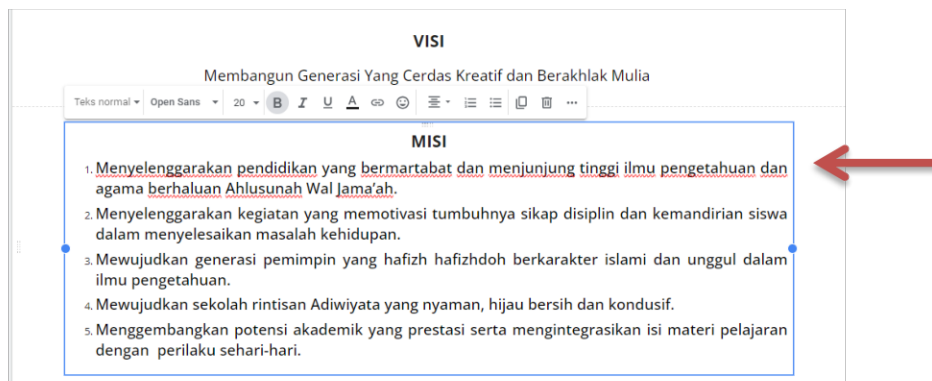 VISI
Membangun Generasi Yang Cerdas Kreatif dan Berakhlak Mulia
Teks normal Open Sans 20 B I U A
MISI
1. Menyelenggarakan pendidikan yang bermartabat dan menjunjung tinggi ilmu pengetahuan dan
agama berhaluan Ahlusunah Wal Jama’ah.
2. Menyelenggarakan kegiatan yang memotivasi tumbuhnya sikap disiplin dan kemandirian siswa
dalam menyelesaikan masalah kehidupan.
3. Mewujudkan generasi pemimpin yang hafizh hafizhdoh berkarakter islami dan unggul dalam
ilmu pengetahuan.
4. Mewujudkan sekolah rintisan Adiwiyata yang nyaman, hijau bersih dan kondusif.
5. Menggembangkan potensi akademik yang prestasi serta mengintegrasikan isi materi pelajaran
dengan perilaku sehari-hari.